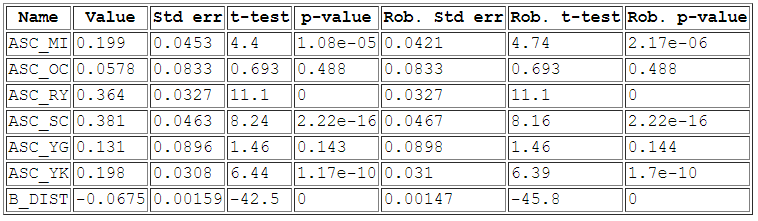 Name Value Std err t-test p-value Rob. Std err Rob. t-test Rob. p-value
ASC_MI 0.199 0.0453 4.4 1.08e-05 0.0421 4.74 2.17e-06
ASC_OC 0.0578 0.0833 0.693 0.488 0.0833 0.693 0.488
ASC_RY 0.364 0.0327 11.1 0 0.0327 11.1 0
ASC_SC 0.381 0.0463 8.24 2.22e-16 0.0467 8.16 2.22e-16
ASC_YG 0.131 0.0896 1.46 0.143 0.0898 1.46 0.144
ASC_YK 0.198 0.0308 6.44 1.17e-10 0.031 6.39 1.7e-10
B_DIST -0.0675 0.00159 -42.5 0 0.00147 -45.8 0